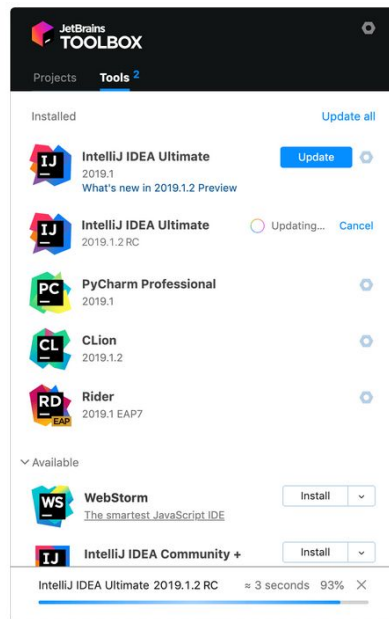 JetBrains
TOOLBOX
Projects
Tools 2
Installed
Update all
IJ
IntelliJ IDEA Ultimate
2019.1
What's new in 2019.1.2 Preview
Update
IJ
IntelliJ IDEA Ultimate
2019.1.2 RC
Updating...
Cancel
PC
PyCharm Professional
2019.1
CL
CLion
2019.1.2
RD
EAP
Rider
2019.1 EAP7
Available
WS
WebStorm
The smartest JavaScript IDE
Install
IJ
IntelliJ IDEA Community +
Install
IntelliJ IDEA Ultimate 2019.1.2 RC ≈ 3 seconds 93%